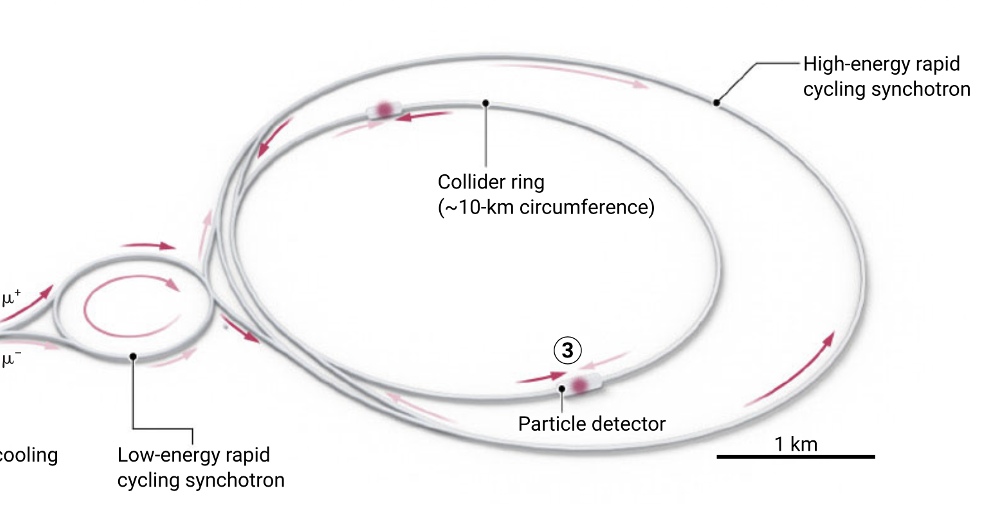 High-energy rapid
cycling synchotron
Collider ring
(~10-km circumference)
μ+
μ−
3
Particle detector
1 km
cooling
Low-energy rapid
cycling synchotron